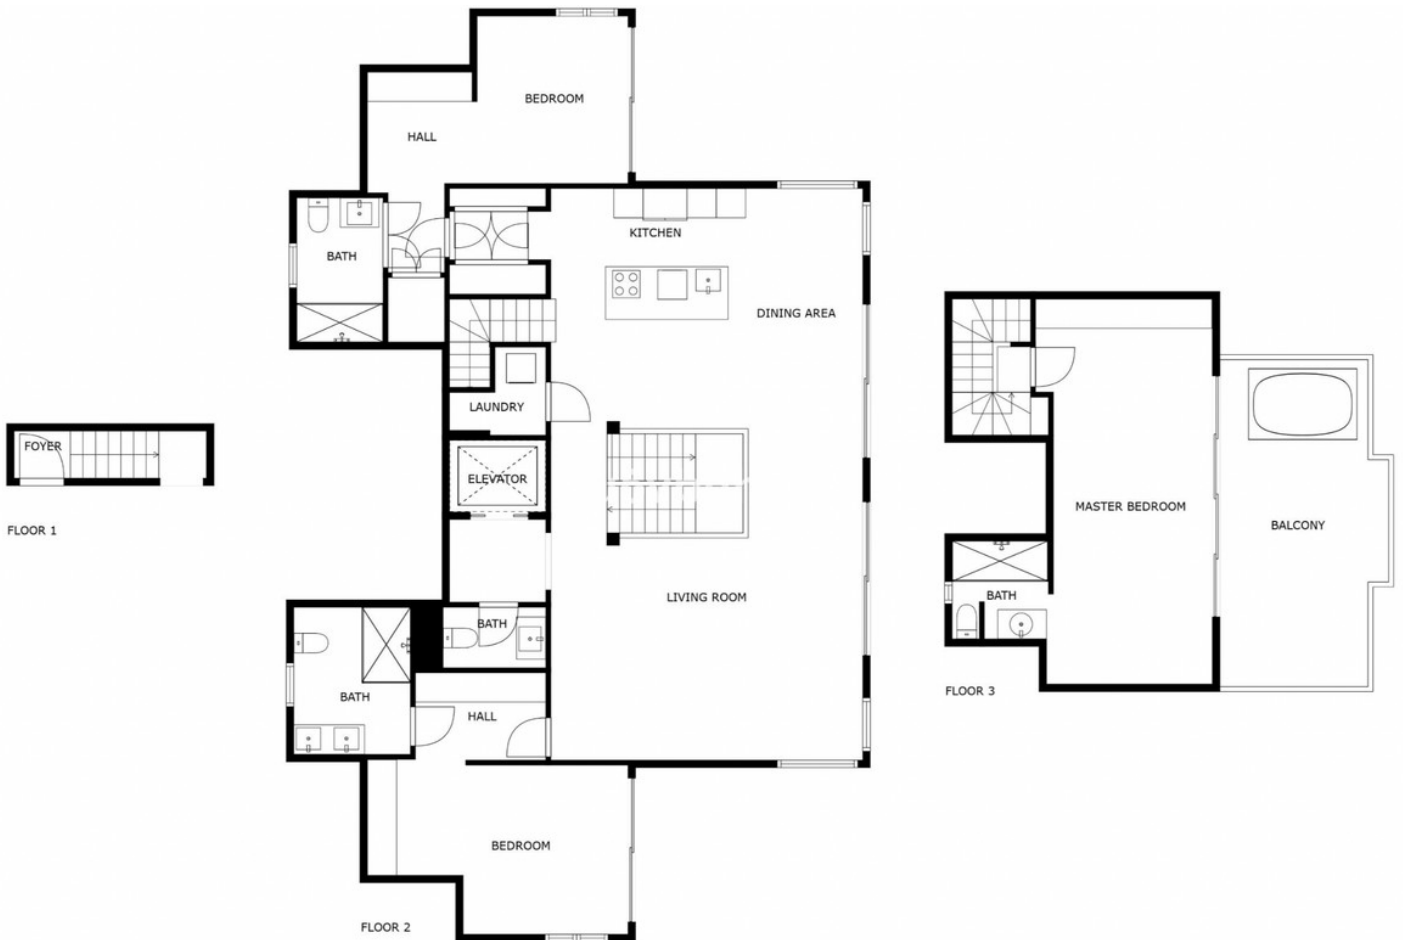 BEDROOM
HALL
BATH
KITCHEN
DINING AREA
LAUNDRY
FOYER
ELEVATOR
FLOOR 1
LIVING ROOM
BATH
BATH
HALL
BEDROOM
FLOOR 2
MASTER BEDROOM
BALCONY
BATH
FLOOR 3